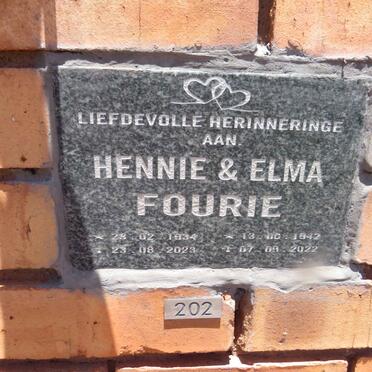 LIEFDEVOLLE HERINNERINGE
AAN
HENNIE & ELMA
FOURIE
* 28 02 1934 * 13 06 1942
† 23 08 2023 † 07 09 2022
202